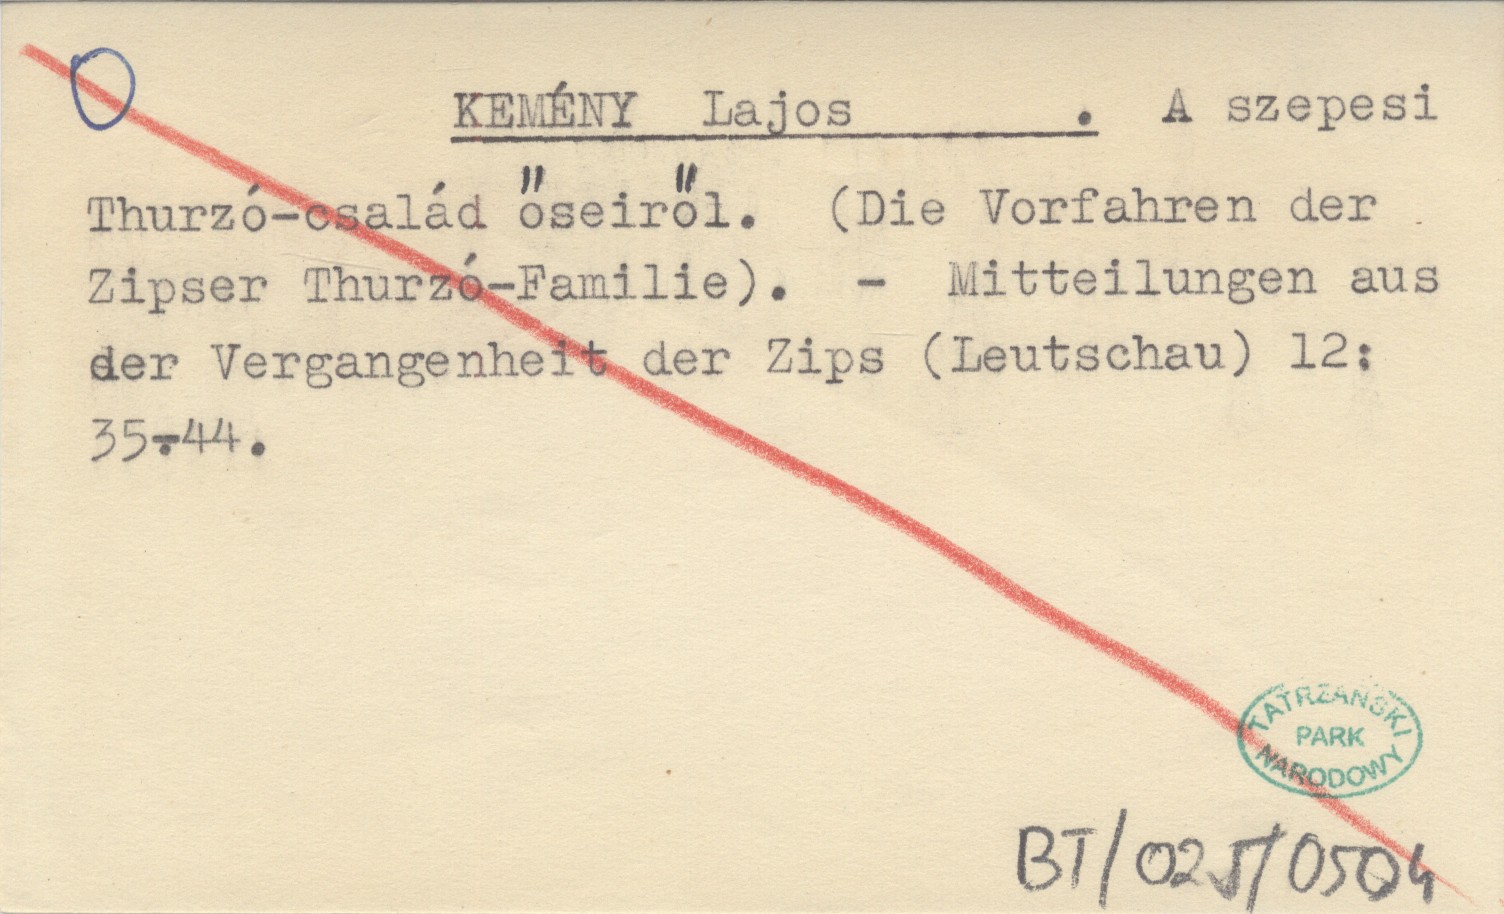 KEMÉNY Lajos . A szepesi
Thurzó-család őseiről. (Die Vorfahren der
Zipser Thurzó-Familie). - Mitteilungen aus
der Vergangenheit der Zips (Leutschau) 12:
35-44.
TATRZAŃSKI
PARK
NARODOWY
BT/025/0504